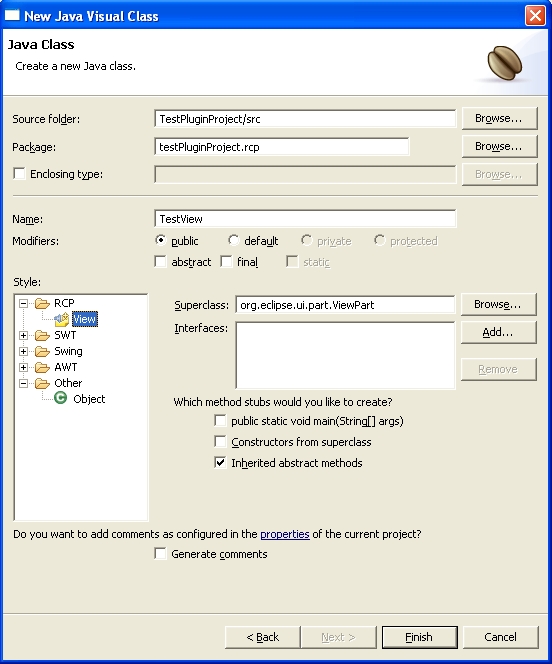 New Java Visual Class
Java Class
Create a new Java class.
Source folder: TestPluginProject/src Browse...
Package: testPluginProject.rcp Browse...
Enclosing type: Browse...
Name: TestView
Modifiers: public default private protected
abstract final static
Style:
RCP
View
SWT
Swing
AWT
Other
Object
Superclass: org.eclipse.ui.part.ViewPart Browse...
Interfaces: Add...
Remove
Which method stubs would you like to create?
public static void main(String[] args)
Constructors from superclass
Inherited abstract methods
Do you want to add comments as configured in the properties of the current project?
Generate comments
< Back Next > Finish Cancel